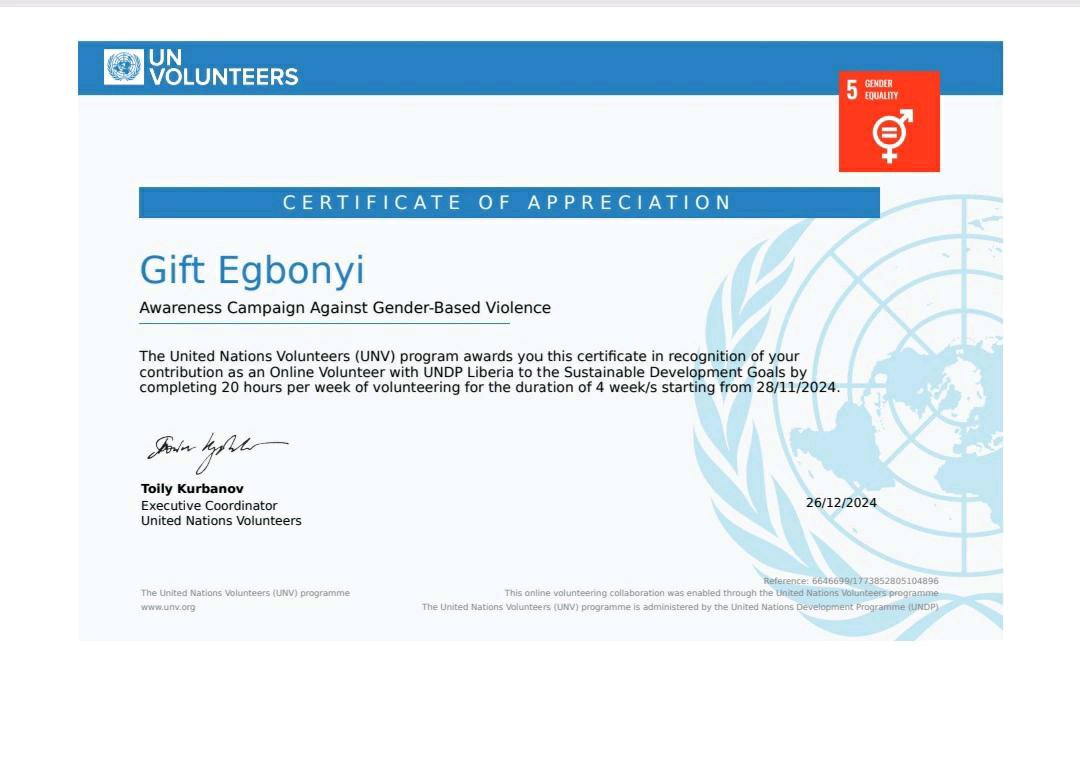 UN
VOLUNTEERS
5 GENDER
EQUALITY
CERTIFICATE OF APPRECIATION
Gift Egbonyi
Awareness Campaign Against Gender-Based Violence
The United Nations Volunteers (UNV) program awards you this certificate in recognition of your
contribution as an Online Volunteer with UNDP Liberia to the Sustainable Development Goals by
completing 20 hours per week of volunteering for the duration of 4 week/s starting from 28/11/2024.
Toily Kurbanov
Executive Coordinator
United Nations Volunteers
26/12/2024
Reference: 6646699/1773852805104896
The United Nations Volunteers (UNV) programme
This online volunteering collaboration was enabled through the United Nations Volunteers programme
www.unv.org
The United Nations Volunteers (UNV) programme is administered by the United Nations Development Programme (UNDP)